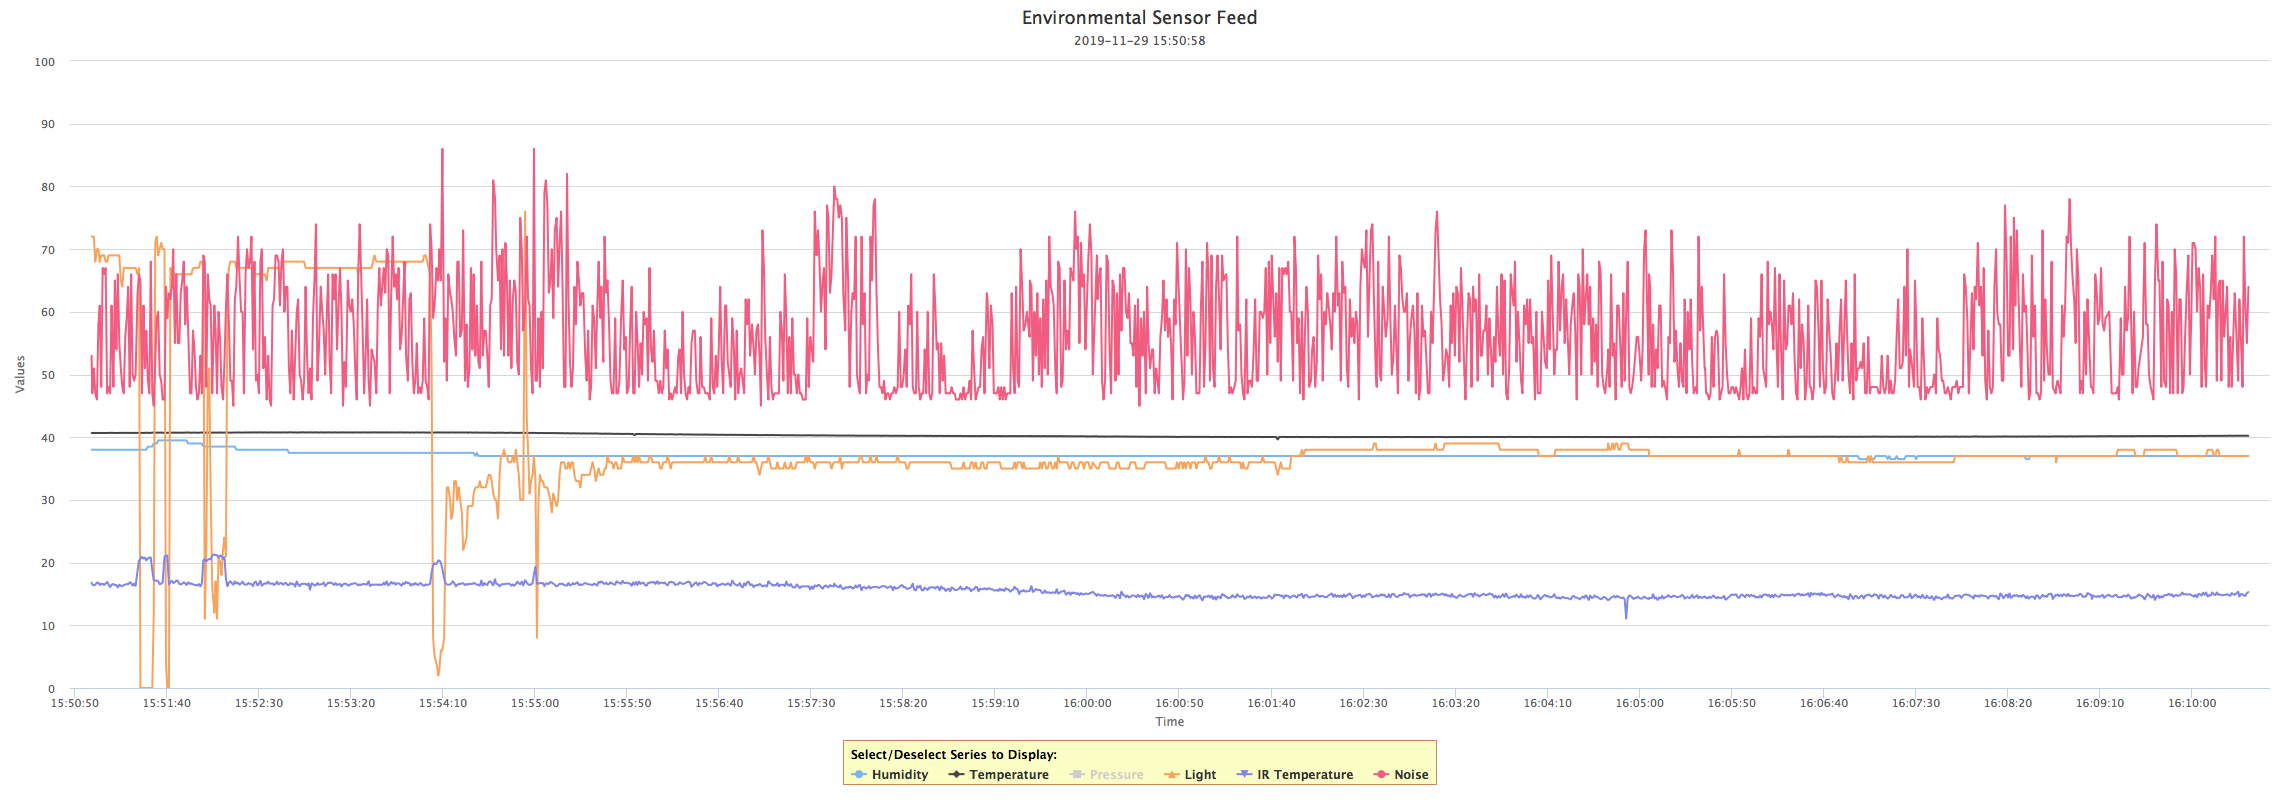 Environmental Sensor Feed
2019-11-29 15:50:58
100
90
80
70
60
50
40
30
20
10
0
Values
15:50:50 15:51:40 15:52:30 15:53:20 15:54:10 15:55:00 15:55:50 15:56:40 15:57:30 15:58:20 15:59:10 16:00:00 16:00:50 16:01:40 16:02:30 16:03:20 16:04:10 16:05:00 16:05:50 16:06:40 16:07:30 16:08:20 16:09:10 16:10:00
Time
Select/Deselect Series to Display:
Humidity Temperature Pressure Light IR Temperature Noise